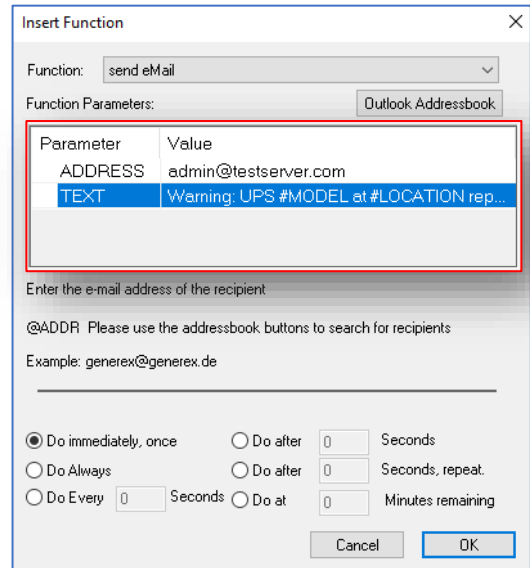 Insert Function
Function: send eMail
Function Parameters: Outlook Addressbook
Parameter Value
ADDRESS admin@testserver.com
TEXT Warning: UPS #MODEL at #LOCATION rep...
Enter the e-mail address of the recipient
@ADDR Please use the addressbook buttons to search for recipients
Example: generex@generex.de
Do immediately, once Do after 0 Seconds
Do Always Do after 0 Seconds, repeat.
Do Every 0 Seconds Do at 0 Minutes remaining
Cancel OK